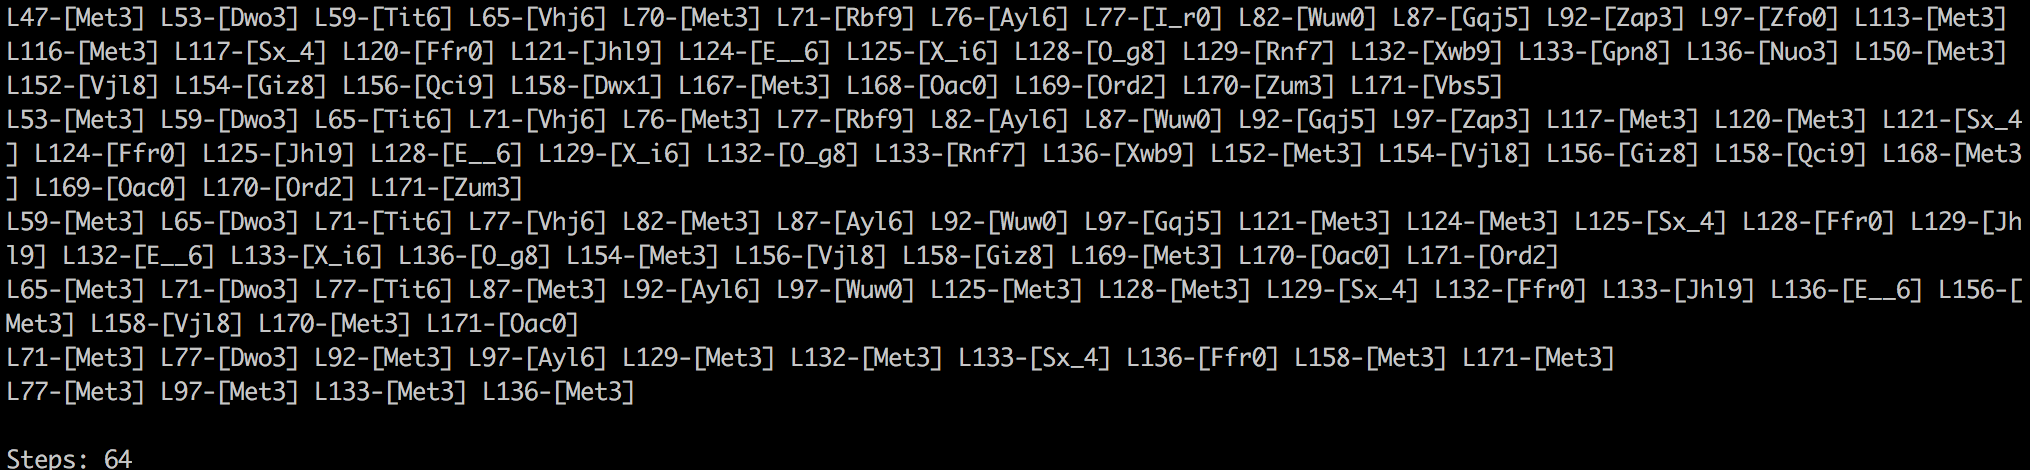 L47-[Met3] L53-[Dwo3] L59-[Tit6] L65-[Vhj6] L70-[Met3] L71-[Rbf9] L76-[Ayl6] L77-[I_r0] L82-[Wuw0] L87-[Gqj5] L92-[Zap3] L97-[Zfo0] L113-[Met3]
L116-[Met3] L117-[Sx_4] L120-[Ffr0] L121-[Jhl9] L124-[E__6] L125-[X_i6] L128-[O_g8] L129-[Rnf7] L132-[Xwb9] L133-[Gpn8] L136-[Nuo3] L150-[Met3]
L152-[Vjl8] L154-[Giz8] L156-[Qci9] L158-[Dwx1] L167-[Met3] L168-[Oac0] L169-[Ord2] L170-[Zum3] L171-[Vbs5]
L53-[Met3] L59-[Dwo3] L65-[Tit6] L71-[Vhj6] L76-[Met3] L77-[Rbf9] L82-[Ayl6] L87-[Wuw0] L92-[Gqj5] L97-[Zap3] L117-[Met3] L120-[Met3] L121-[Sx_4
] L124-[Ffr0] L125-[Jhl9] L128-[E__6] L129-[X_i6] L132-[O_g8] L133-[Rnf7] L136-[Xwb9] L152-[Met3] L154-[Vjl8] L156-[Giz8] L158-[Qci9] L168-[Met3
] L169-[Oac0] L170-[Ord2] L171-[Zum3]
L59-[Met3] L65-[Dwo3] L71-[Tit6] L77-[Vhj6] L82-[Met3] L87-[Ayl6] L92-[Wuw0] L97-[Gqj5] L121-[Met3] L124-[Met3] L125-[Sx_4] L128-[Ffr0] L129-[Jh
l9] L132-[E__6] L133-[X_i6] L136-[O_g8] L154-[Met3] L156-[Vjl8] L158-[Giz8] L169-[Met3] L170-[Oac0] L171-[Ord2]
L65-[Met3] L71-[Dwo3] L77-[Tit6] L87-[Met3] L92-[Ayl6] L97-[Wuw0] L125-[Met3] L128-[Met3] L129-[Sx_4] L132-[Ffr0] L133-[Jhl9] L136-[E__6] L156-[
Met3] L158-[Vjl8] L170-[Met3] L171-[Oac0]
L71-[Met3] L77-[Dwo3] L92-[Met3] L97-[Ayl6] L129-[Met3] L132-[Met3] L133-[Sx_4] L136-[Ffr0] L158-[Met3] L171-[Met3]
L77-[Met3] L97-[Met3] L133-[Met3] L136-[Met3]
Steps: 64